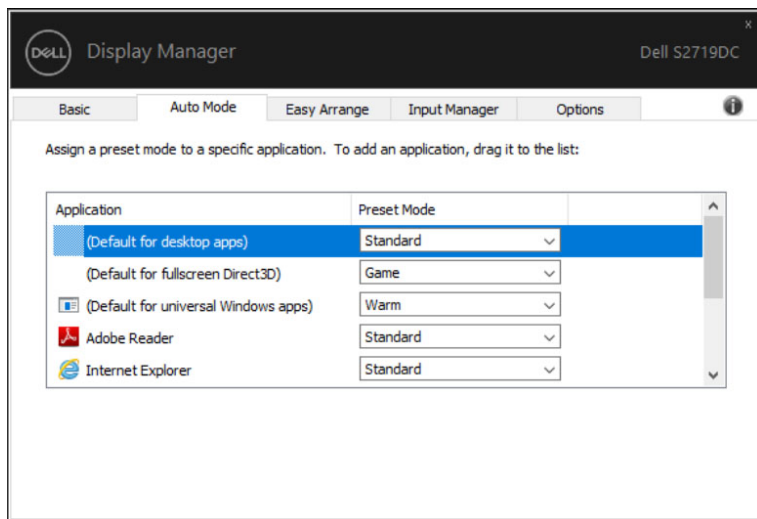 x
DELL Display Manager Dell S2719DC
Basic Auto Mode Easy Arrange Input Manager Options
Assign a preset mode to a specific application. To add an application, drag it to the list:
Application Preset Mode
(Default for desktop apps) Standard
(Default for fullscreen Direct3D) Game
(Default for universal Windows apps) Warm
Adobe Reader Standard
Internet Explorer Standard